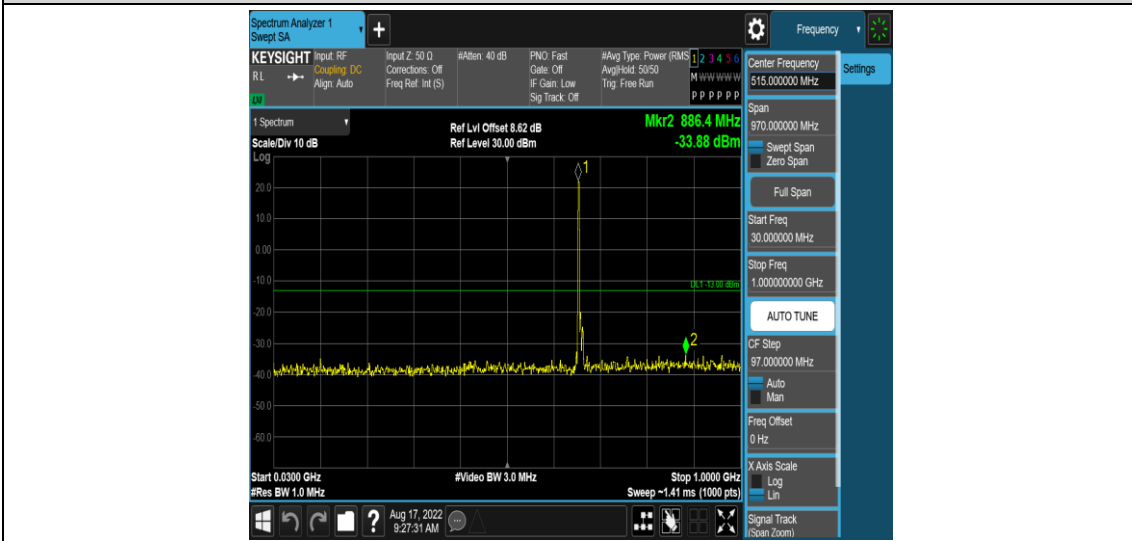 Spectrum Analyzer 1
Swept SA
+
Frequency
KEYSIGHT
RL
LXI
Input: RF
Coupling: DC
Align: Auto
Input Z: 50 Ω
Corrections: Off
Freq Ref: Int (S)
#Atten: 40 dB
PNO: Fast
Gate: Off
IF Gain: Low
Sig Track: Off
#Avg Type: Power (RMS
Avg|Hold: 50/50
Trig: Free Run
1 2 3 4 5 6
M W W W W W
P P P P P P
1 Spectrum
Scale/Div 10 dB
Log
Ref Lvl Offset 8.62 dB
Ref Level 30.00 dBm
Mkr2 886.4 MHz
-33.88 dBm
1
20.0
10.0
0.00
-10.0
DL1 -13.00 dBm
-20.0
-30.0
2
-40.0
-50.0
-60.0
Start 0.0300 GHz
#Res BW 1.0 MHz
#Video BW 3.0 MHz
Stop 1.0000 GHz
Sweep ~1.41 ms (1000 pts)
?
Aug 17, 2022
9:27:31 AM
Center Frequency
515.000000 MHz
Settings
Span
970.000000 MHz
Swept Span
Zero Span
Full Span
Start Freq
30.000000 MHz
Stop Freq
1.000000000 GHz
AUTO TUNE
CF Step
97.000000 MHz
Auto
Man
Freq Offset
0 Hz
X Axis Scale
Log
Lin
Signal Track
(Span Zoom)